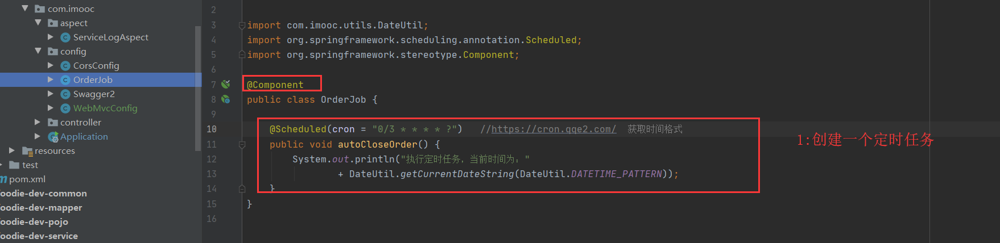 com.imooc
aspect
ServiceLogAspect
config
CorsConfig
OrderJob
Swagger2
WebMvcConfig
controller
Application
resources
test
pom.xml
oodie-dev-common
oodie-dev-mapper
oodie-dev-pojo
oodie-dev-service
2
3 import com.imooc.utils.DateUtil;
4 import org.springframework.scheduling.annotation.Scheduled;
5 import org.springframework.stereotype.Component;
6
7 @Component
8 public class OrderJob {
9
10 @Scheduled(cron = "0/3 * * * * ?") //https://cron.qqe2.com/ 获取时间格式
11 public void autoCloseOrder() {
12 System.out.println("执行定时任务，当前时间为："
13 + DateUtil.getCurrentDateString(DateUtil.DATETIME_PATTERN));
14 }
15 }
16
1:创建一个定时任务